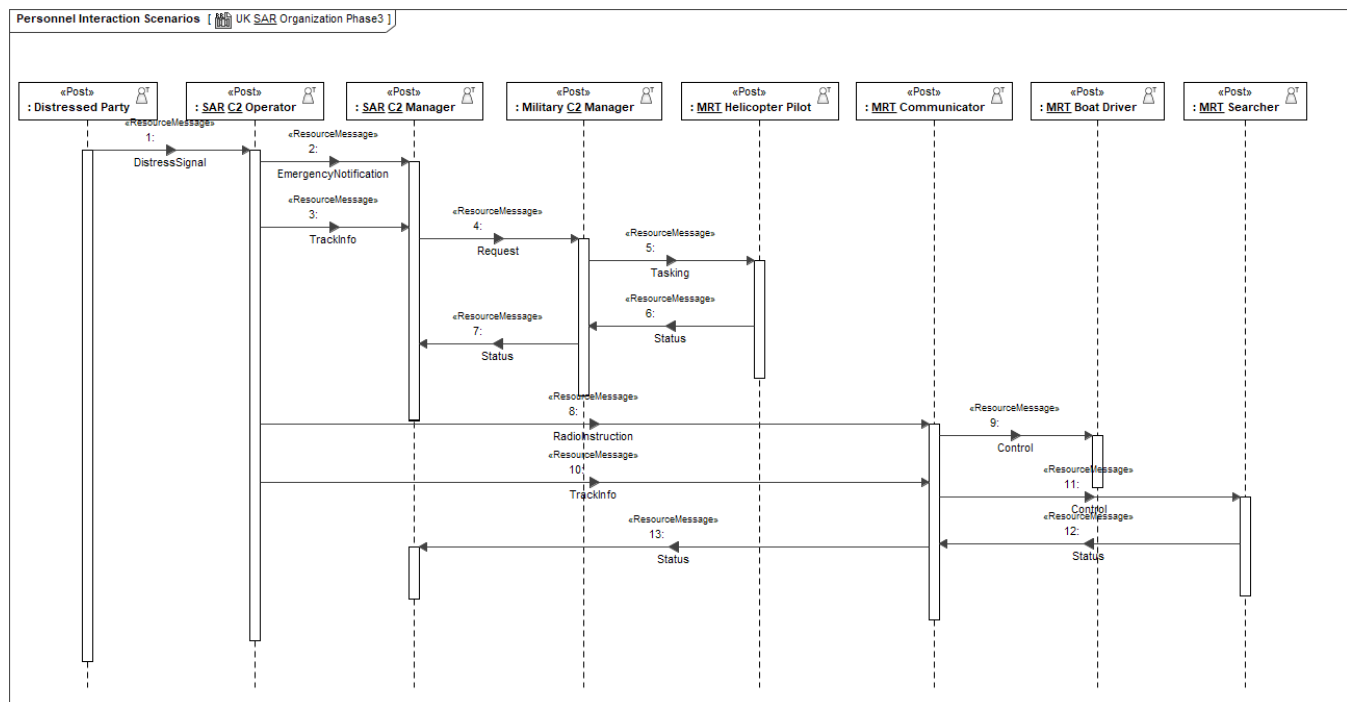 Personnel Interaction Scenarios [ UK SAR Organization Phase3 ]
«Post»
: Distressed Party
«Post»
: SAR C2 Operator
«Post»
: SAR C2 Manager
«Post»
: Military C2 Manager
«Post»
: MRT Helicopter Pilot
«Post»
: MRT Communicator
«Post»
: MRT Boat Driver
«Post»
: MRT Searcher
«ResourceMessage»
1:
DistressSignal
«ResourceMessage»
2:
EmergencyNotification
«ResourceMessage»
3:
TrackInfo
«ResourceMessage»
4:
Request
«ResourceMessage»
5:
Tasking
«ResourceMessage»
6:
Status
«ResourceMessage»
7:
Status
«ResourceMessage»
8:
RadioInstruction
«ResourceMessage»
9:
Control
«ResourceMessage»
10:
TrackInfo
«ResourceMessage»
11:
Control
«ResourceMessage»
12:
Status
«ResourceMessage»
13:
Status